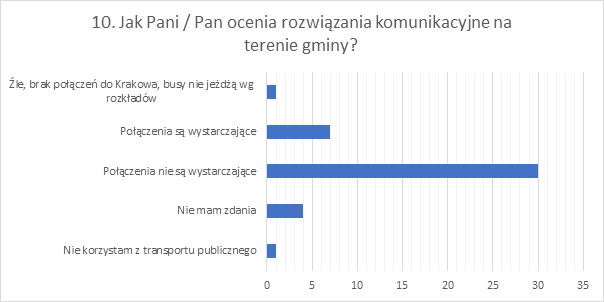 10. Jak Pani / Pan ocenia rozwiązania komunikacyjne na
terenie gminy?
Źle, brak połączeń do Krakowa, busy nie jeżdżą wg
rozkładów
Połączenia są wystarczające
Połączenia nie są wystarczające
Nie mam zdania
Nie korzystam z transportu publicznego
0 5 10 15 20 25 30 35